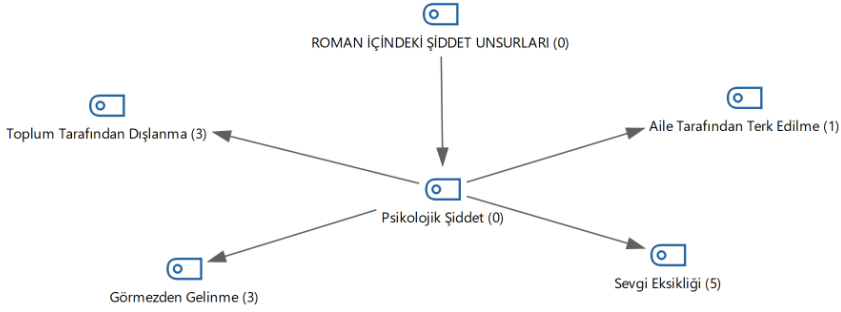 ROMAN İÇİNDEKİ ŞİDDET UNSURLARI (0)
Toplum Tarafından Dışlanma (3)
Aile Tarafından Terk Edilme (1)
Psikolojik Şiddet (0)
Görmezden Gelinme (3)
Sevgi Eksikliği (5)